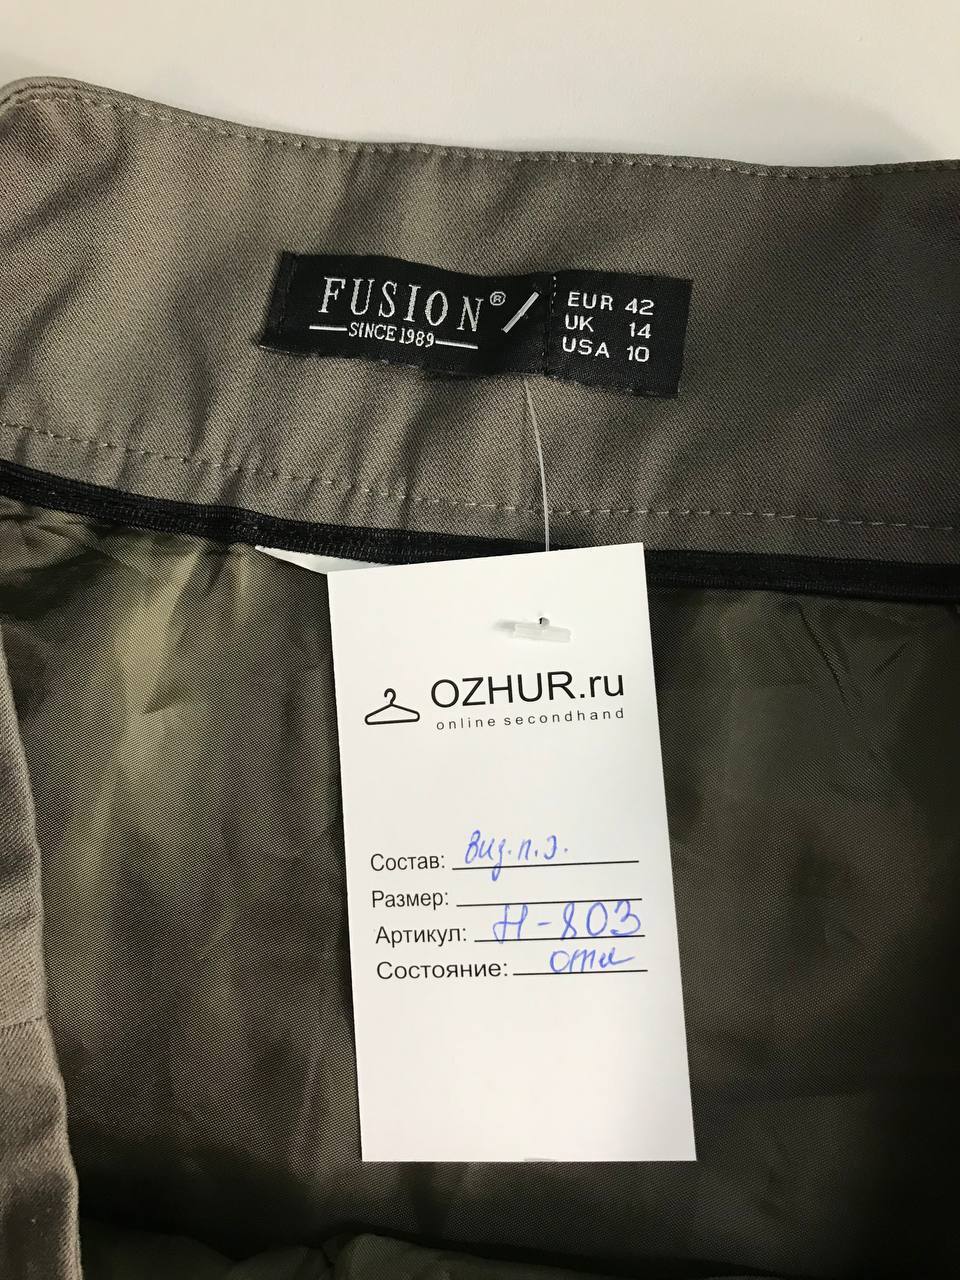 FUSION® /
SINCE 1989
EUR 42
UK 14
USA 10
OZHUR.ru
online secondhand
Состав: вид. п. э.
Размер:
Артикул: Н-803
Состояние: отл